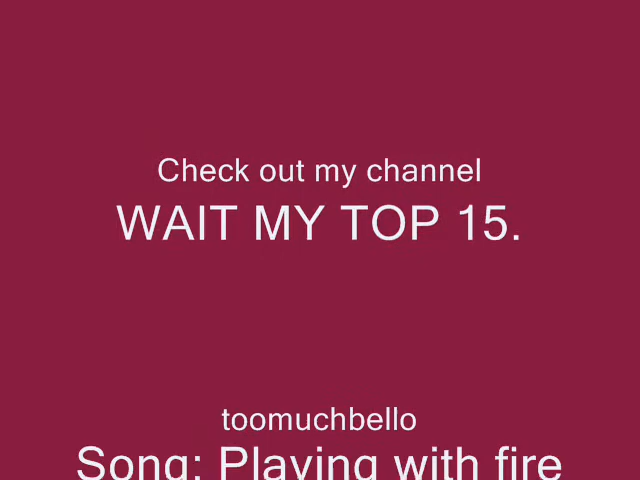 Check out my channel
WAIT MY TOP 15.
toomuchbello
Song: Playing with fire